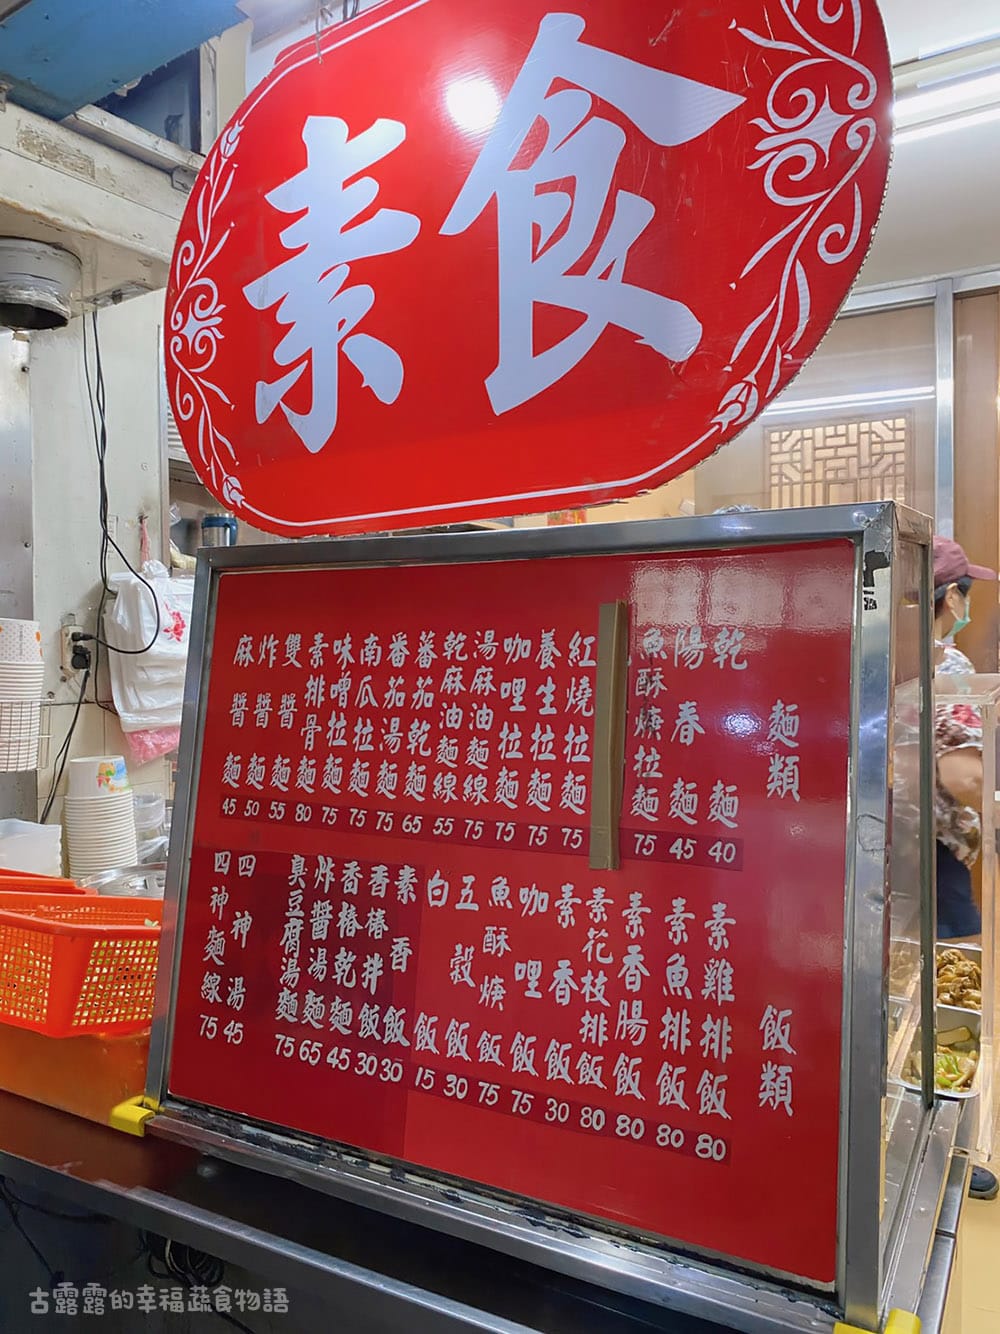 素食
麵類
乾麵 40
陽春麵 45
魚酥焿拉麵 75
紅燒拉麵 75
養生拉麵 75
咖哩拉麵 75
湯麻油麵線 75
乾麻油麵線 55
蕃茄乾麵 65
番茄湯麵 75
南瓜拉麵 75
味噌拉麵 75
素排骨麵 80
雙醬麵 55
炸醬麵 50
麻醬麵 45
飯類
素雞排飯 80
素魚排飯 80
素香腸飯 80
素花枝排飯 80
素香飯 30
咖哩飯 75
魚酥焿飯 75
五穀飯 30
白飯 15
素香飯 30
香椿拌飯 30
香椿乾麵 45
炸醬湯麵 65
臭豆腐湯麵 75
四神湯 45
四神麵線 75
古露露的幸福蔬食物語